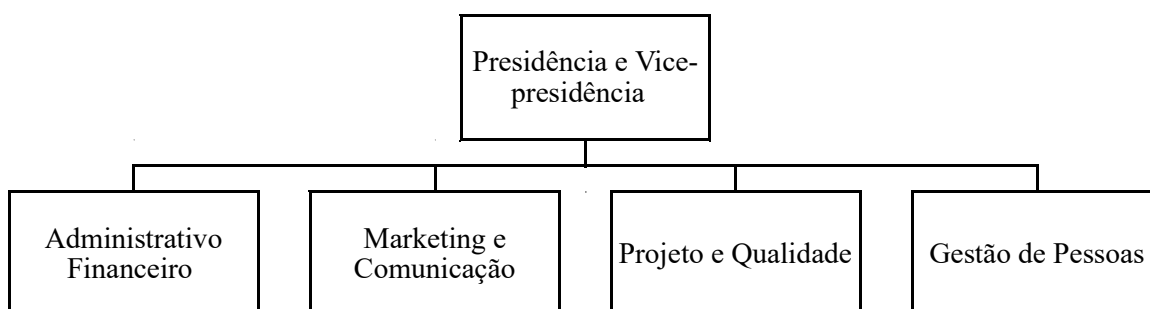 Presidência e Vice-
presidência
Administrativo
Financeiro
Marketing e
Comunicação
Projeto e Qualidade
Gestão de Pessoas